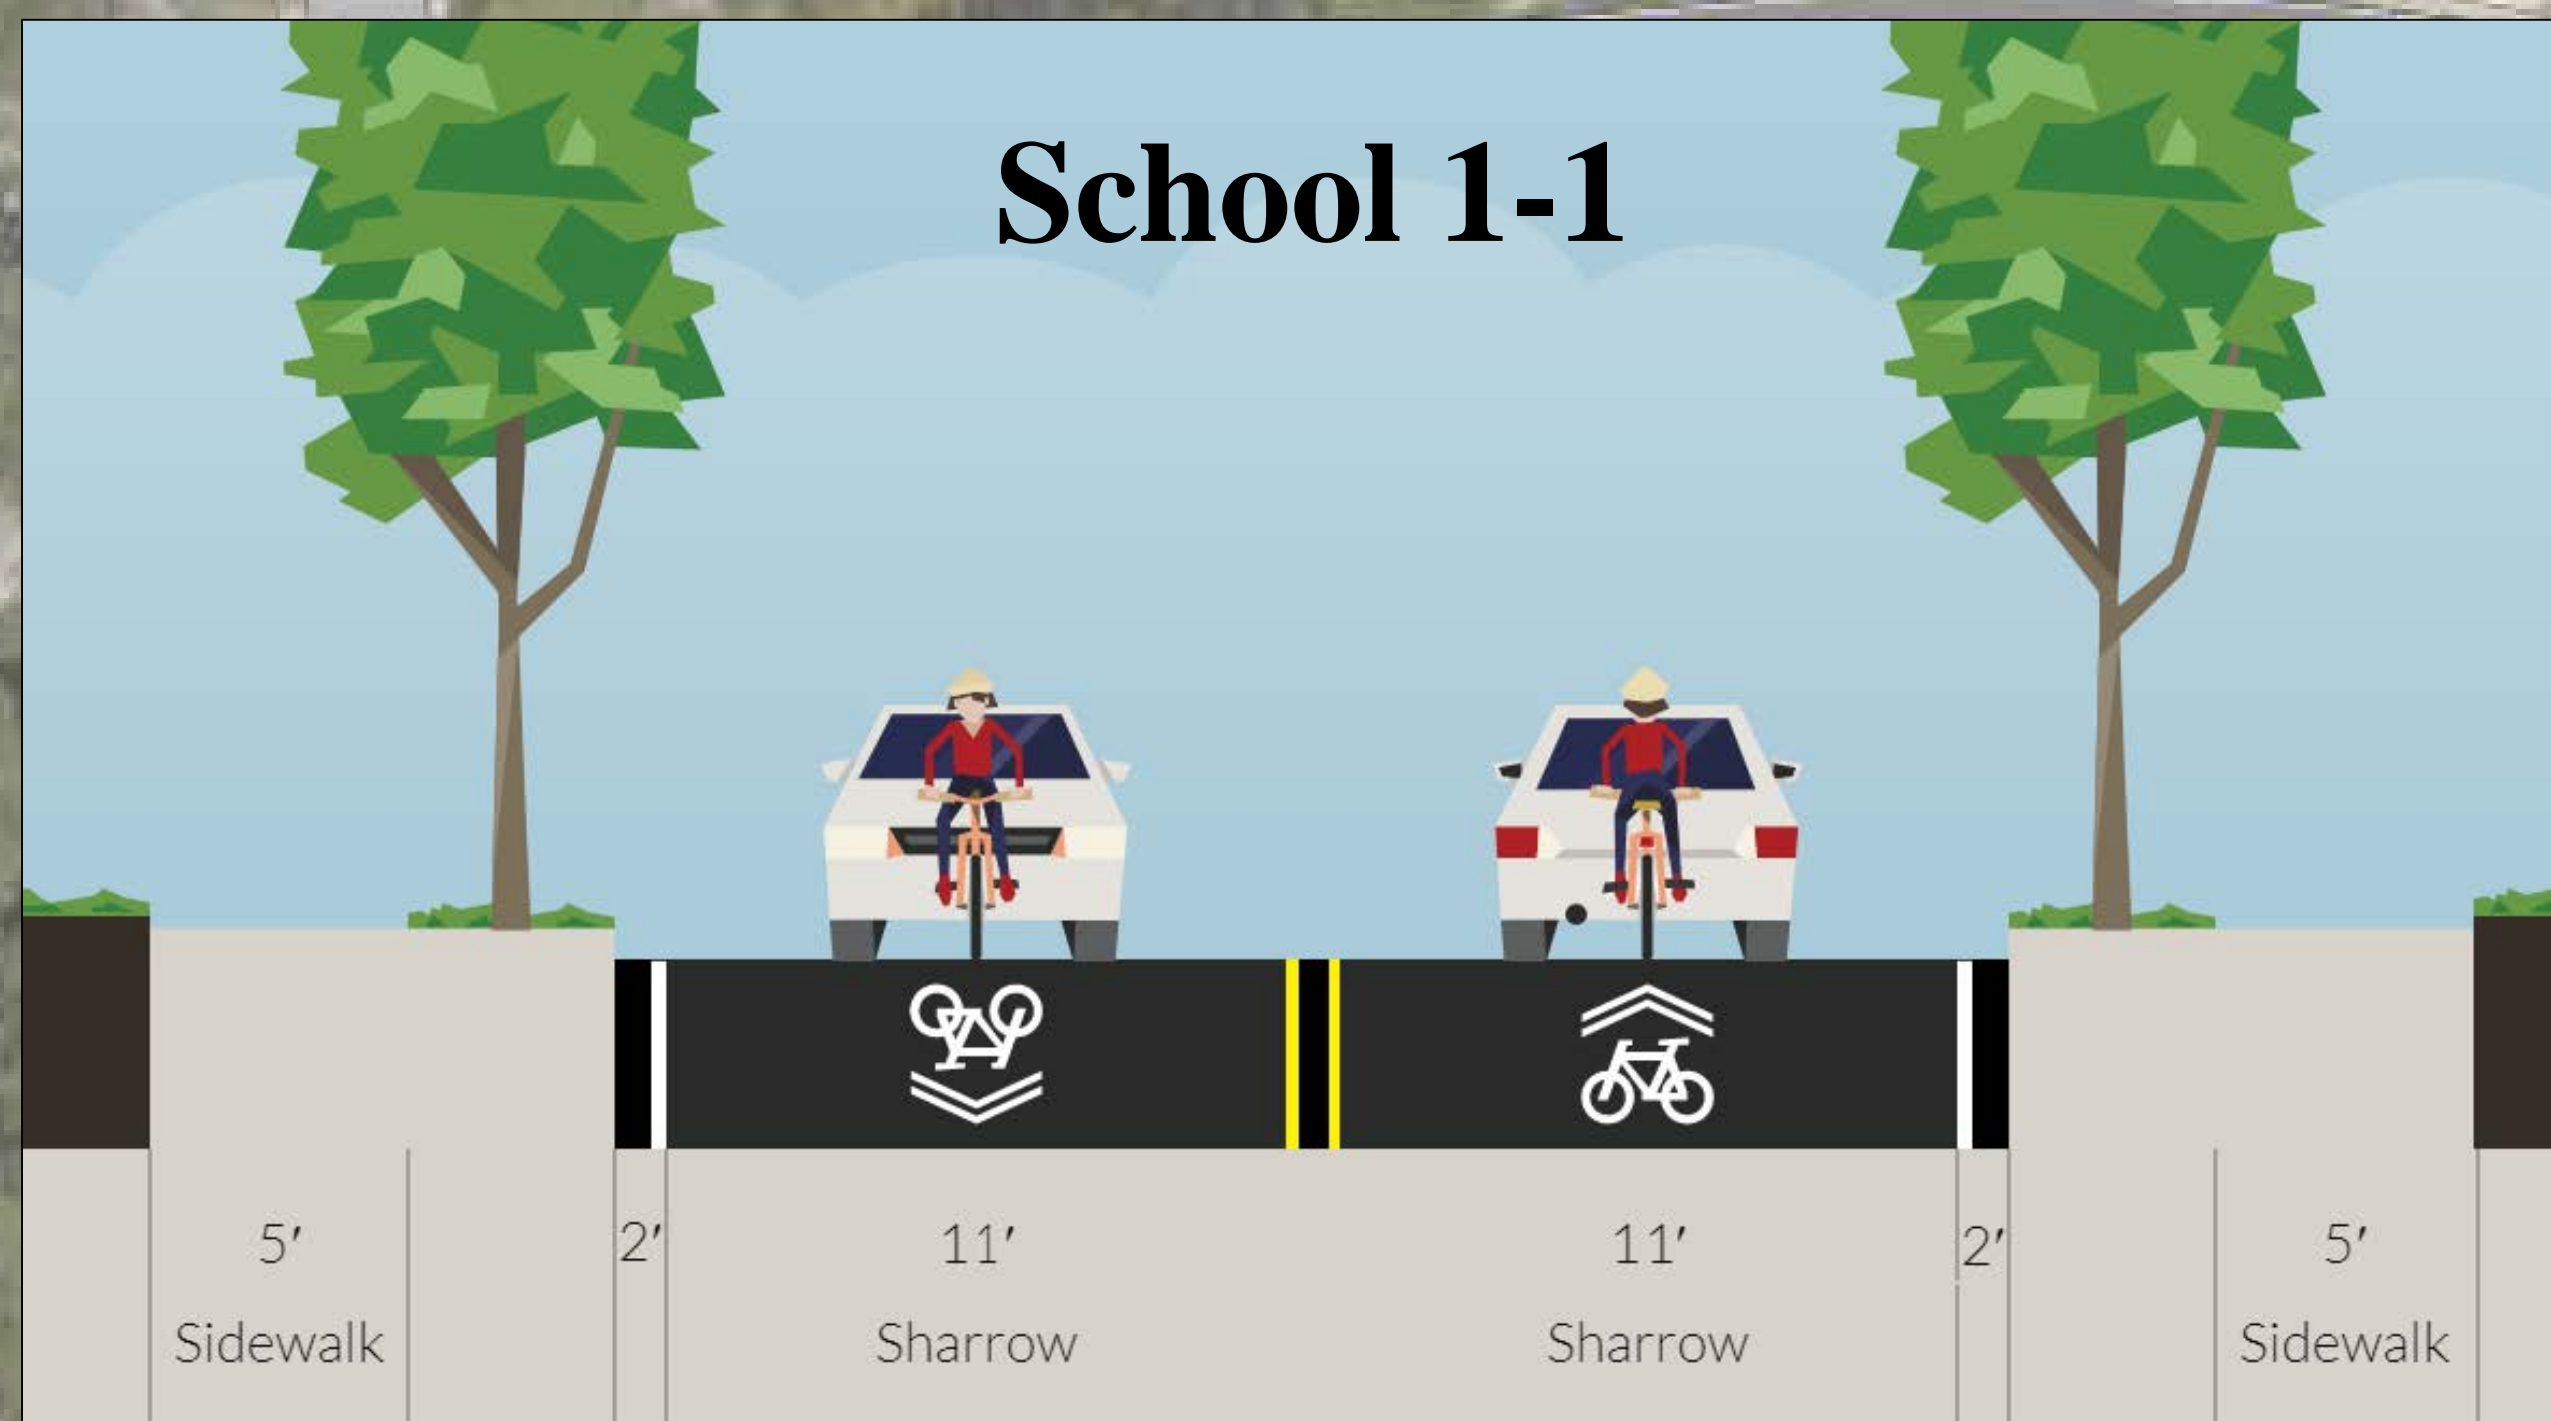 School 1-1
5' 2' 11' 11' 2' 5'
Sidewalk Sharrow Sharrow Sidewalk